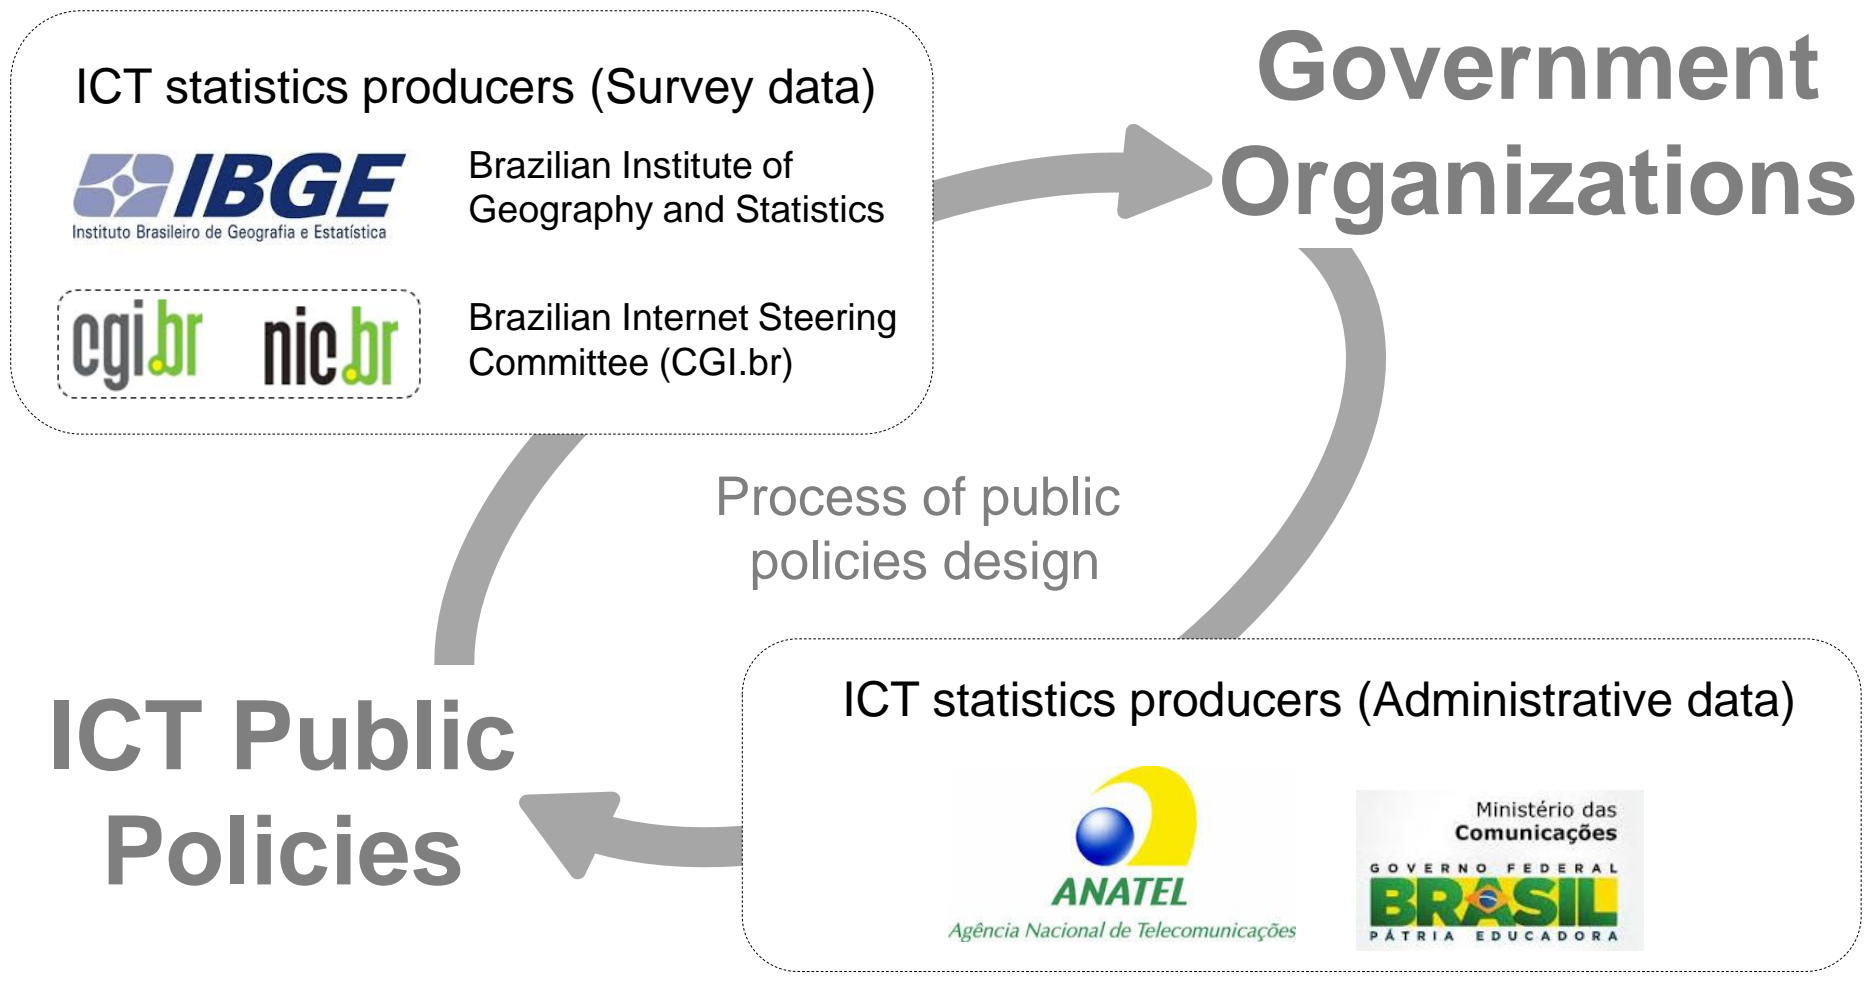 ICT statistics producers (Survey data)
IBGE
Instituto Brasileiro de Geografia e Estatística
Brazilian Institute of
Geography and Statistics
cgi.br nic.br
Brazilian Internet Steering
Committee (CGI.br)
Government
Organizations
Process of public
policies design
ICT Public
Policies
ICT statistics producers (Administrative data)
ANATEL
Agência Nacional de Telecomunicações
Ministério das
Comunicações
GOVERNO FEDERAL
BRASIL
PÁTRIA EDUCADORA